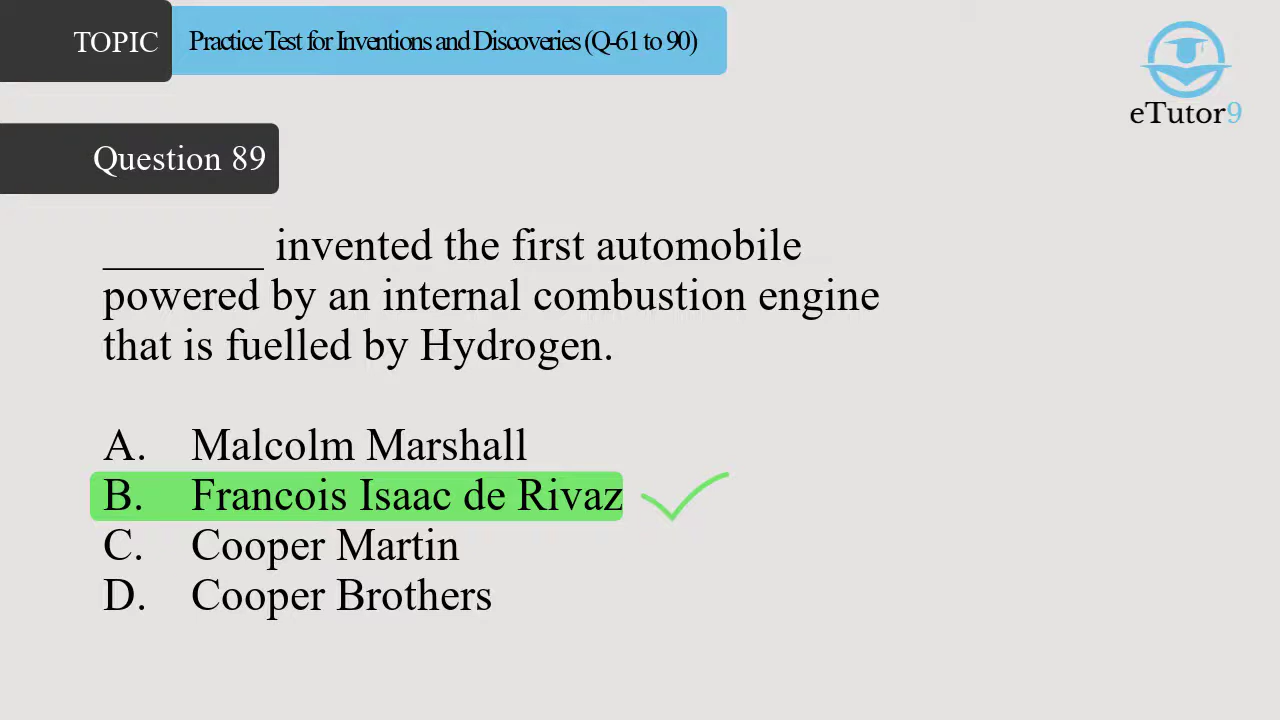 TOPIC
Practice Test for Inventions and Discoveries (Q-61 to 90)
eTutor9
Question 89
_______ invented the first automobile
powered by an internal combustion engine
that is fuelled by Hydrogen.
A. Malcolm Marshall
B. Francois Isaac de Rivaz
C. Cooper Martin
D. Cooper Brothers